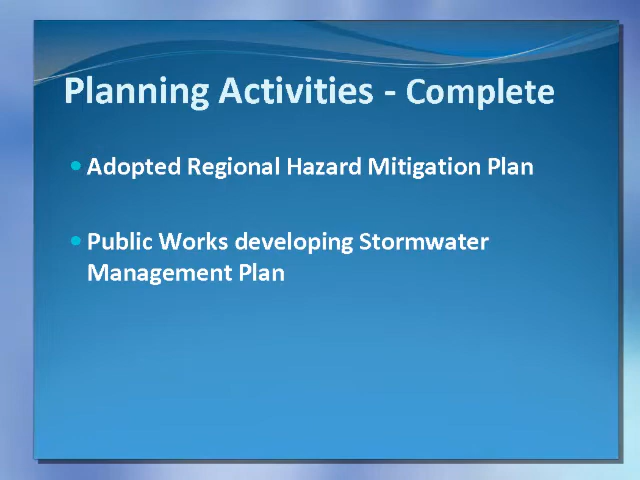 Planning Activities - Complete
• Adopted Regional Hazard Mitigation Plan
• Public Works developing Stormwater
Management Plan